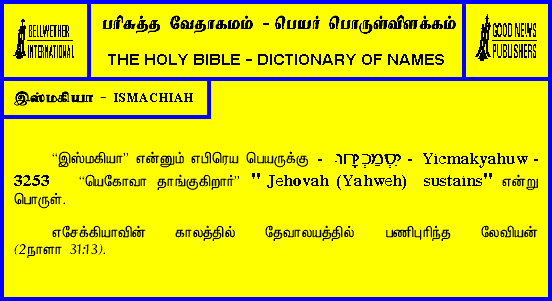 BELLWETHER
INTERNATIONAL
பரிசுத்த வேதாகமம் - பெயர் பொருள்விளக்கம்
THE HOLY BIBLE - DICTIONARY OF NAMES
GOOD NEWS
PUBLISHERS
இஸ்மகியா - ISMACHIAH
“இஸ்மகியா” என்னும் எபிரெய பெயருக்கு - יִסְמַכְיָהוּ - Yicmakyahuw -
3253 “யெகோவா தாங்குகிறார்” " Jehovah (Yahweh) sustains" என்று
பொருள்.
எசேக்கியாவின் காலத்தில் தேவாலயத்தில் பணிபுரிந்த லேவியன்
(2நாளா 31:13).